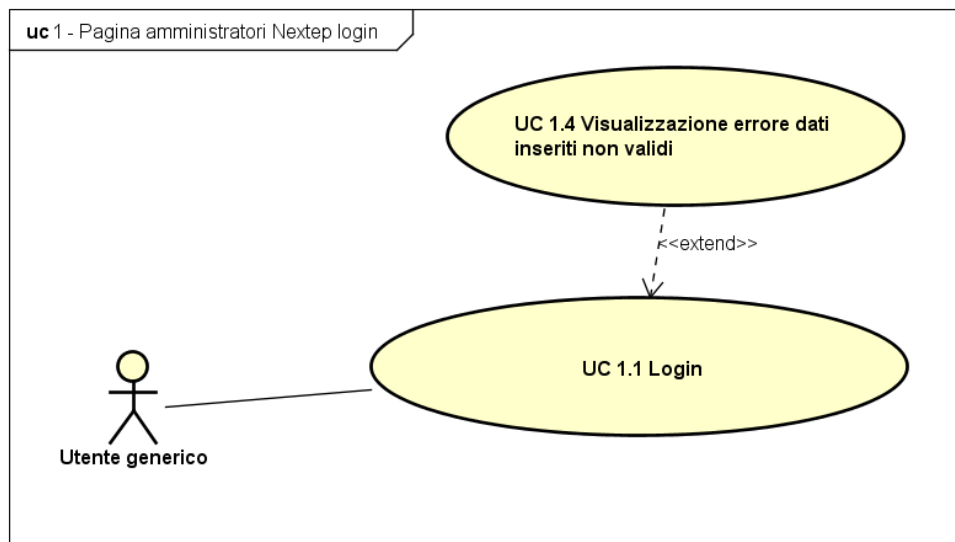 uc 1 - Pagina amministratori Nextep login
UC 1.4 Visualizzazione errore dati
inseriti non validi
<<extend>>
UC 1.1 Login
Utente generico